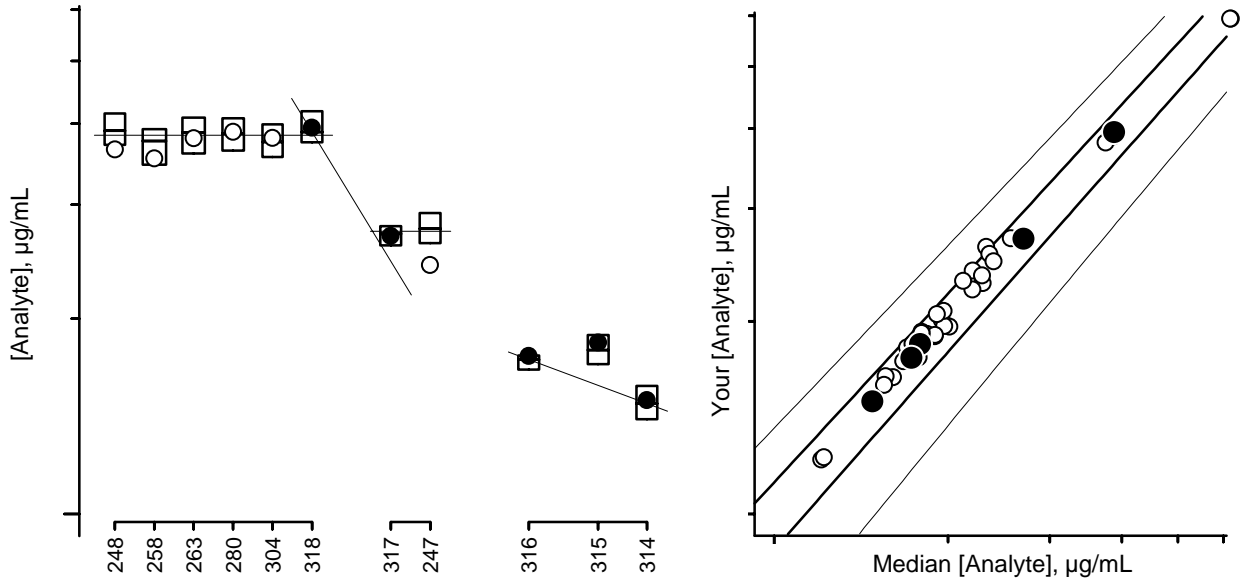 [Analyte], µg/mL
248 258 263 280 304 318 317 247 316 315 314
Your [Analyte], µg/mL
Median [Analyte], µg/mL